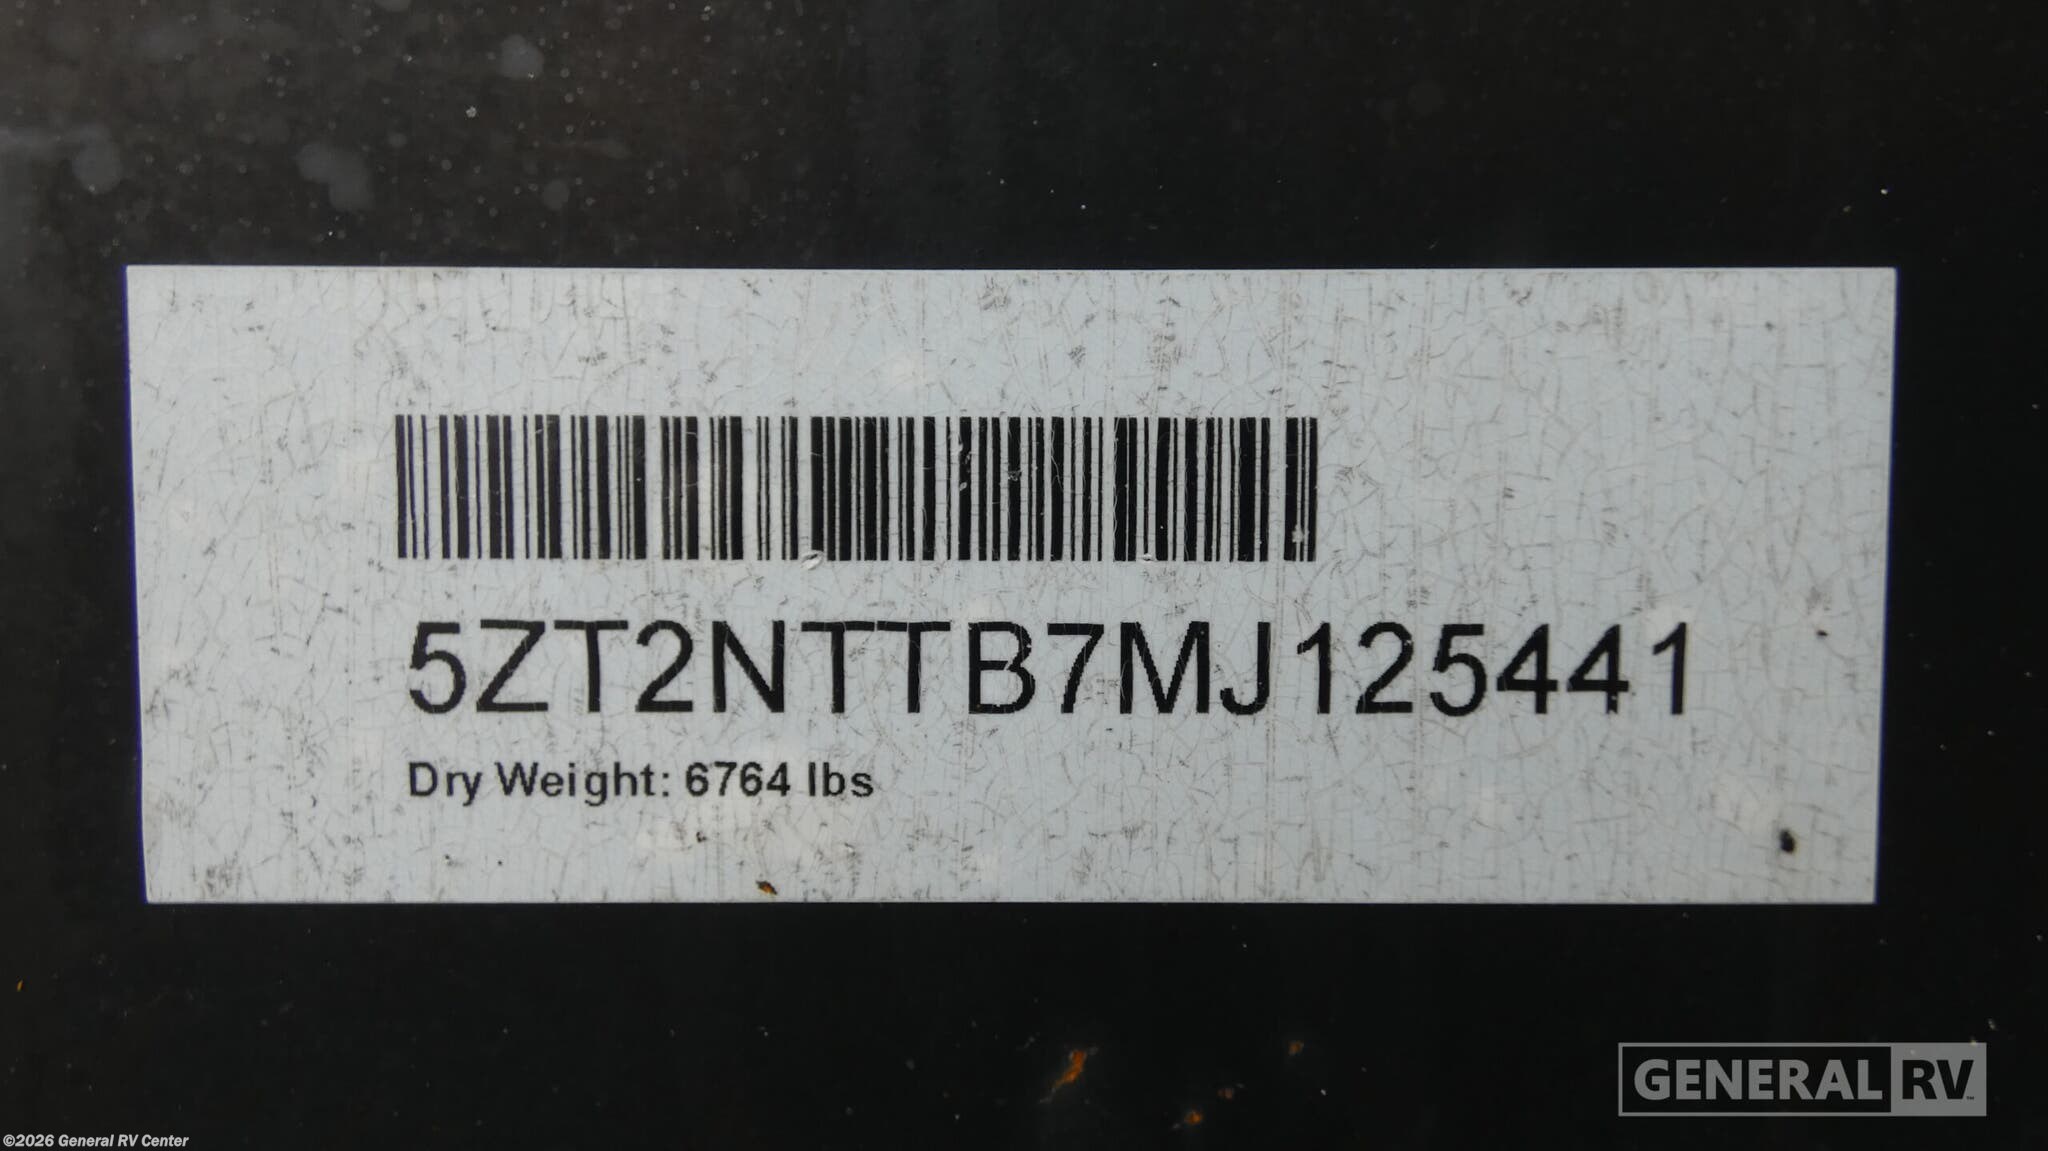 5ZT2NTTB7MJ125441
Dry Weight: 6764 lbs
GENERAL RV
©2026 General RV Center